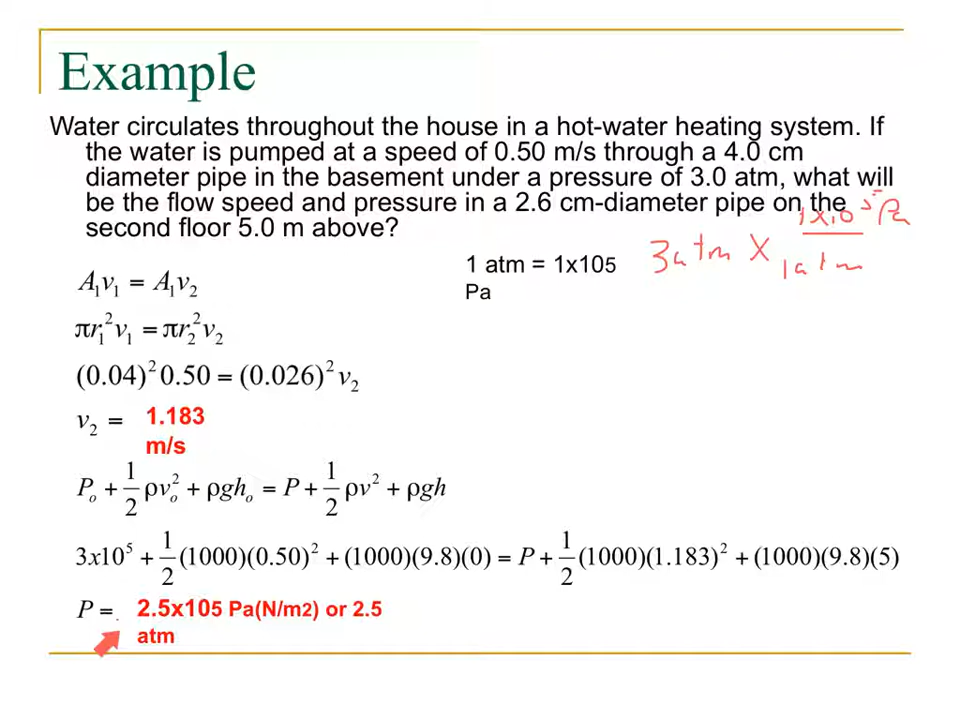 Example
Water circulates throughout the house in a hot-water heating system. If
the water is pumped at a speed of 0.50 m/s through a 4.0 cm
diameter pipe in the basement under a pressure of 3.0 atm, what will
be the flow speed and pressure in a 2.6 cm-diameter pipe on the
second floor 5.0 m above?
1x10⁵ Pa
3atm X 1atm
1 atm = 1x105
Pa
A₁v₁ = A₁v₂
πr₁²v₁ = πr₂²v₂
(0.04)²0.50 = (0.026)²v₂
v₂ = 1.183
m/s
Pₒ + 1/2 ρvₒ² + ρghₒ = P + 1/2 ρv² + ρgh
3x10⁵ + 1/2 (1000)(0.50)² + (1000)(9.8)(0) = P + 1/2 (1000)(1.183)² + (1000)(9.8)(5)
P = 2.5x105 Pa(N/m2) or 2.5
atm